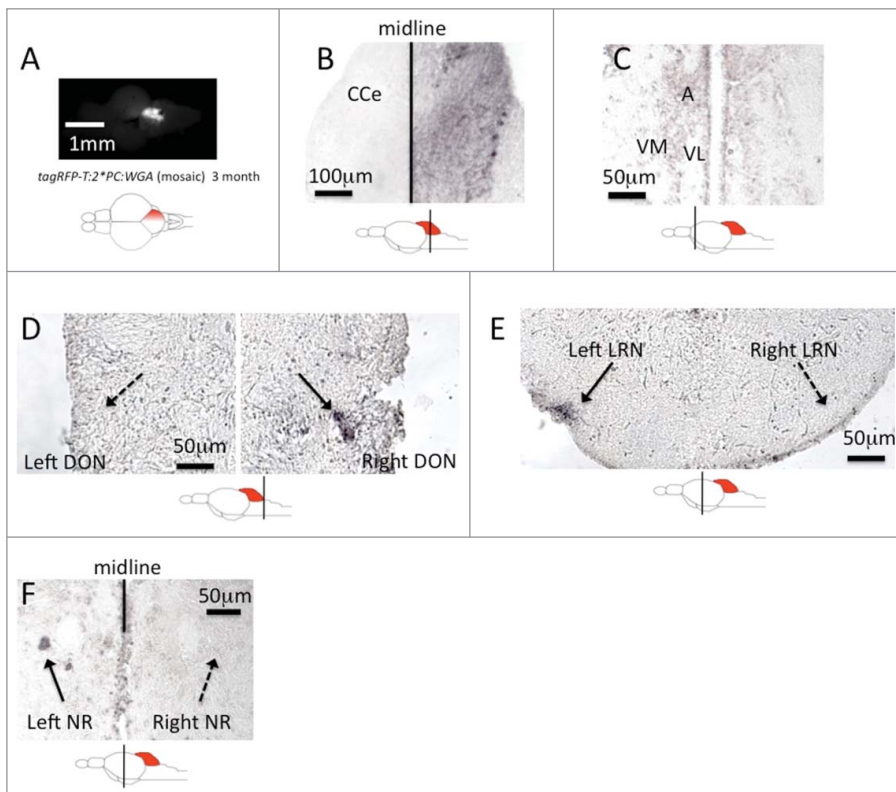 A
1mm
tagRFP-T:2*PC:WGA (mosaic) 3 month
midline
B
CCe
100μm
C
A
VM
VL
50μm
D
50μm
Left DON
Right DON
E
Left LRN
Right LRN
50μm
midline
F
50μm
Left NR
Right NR